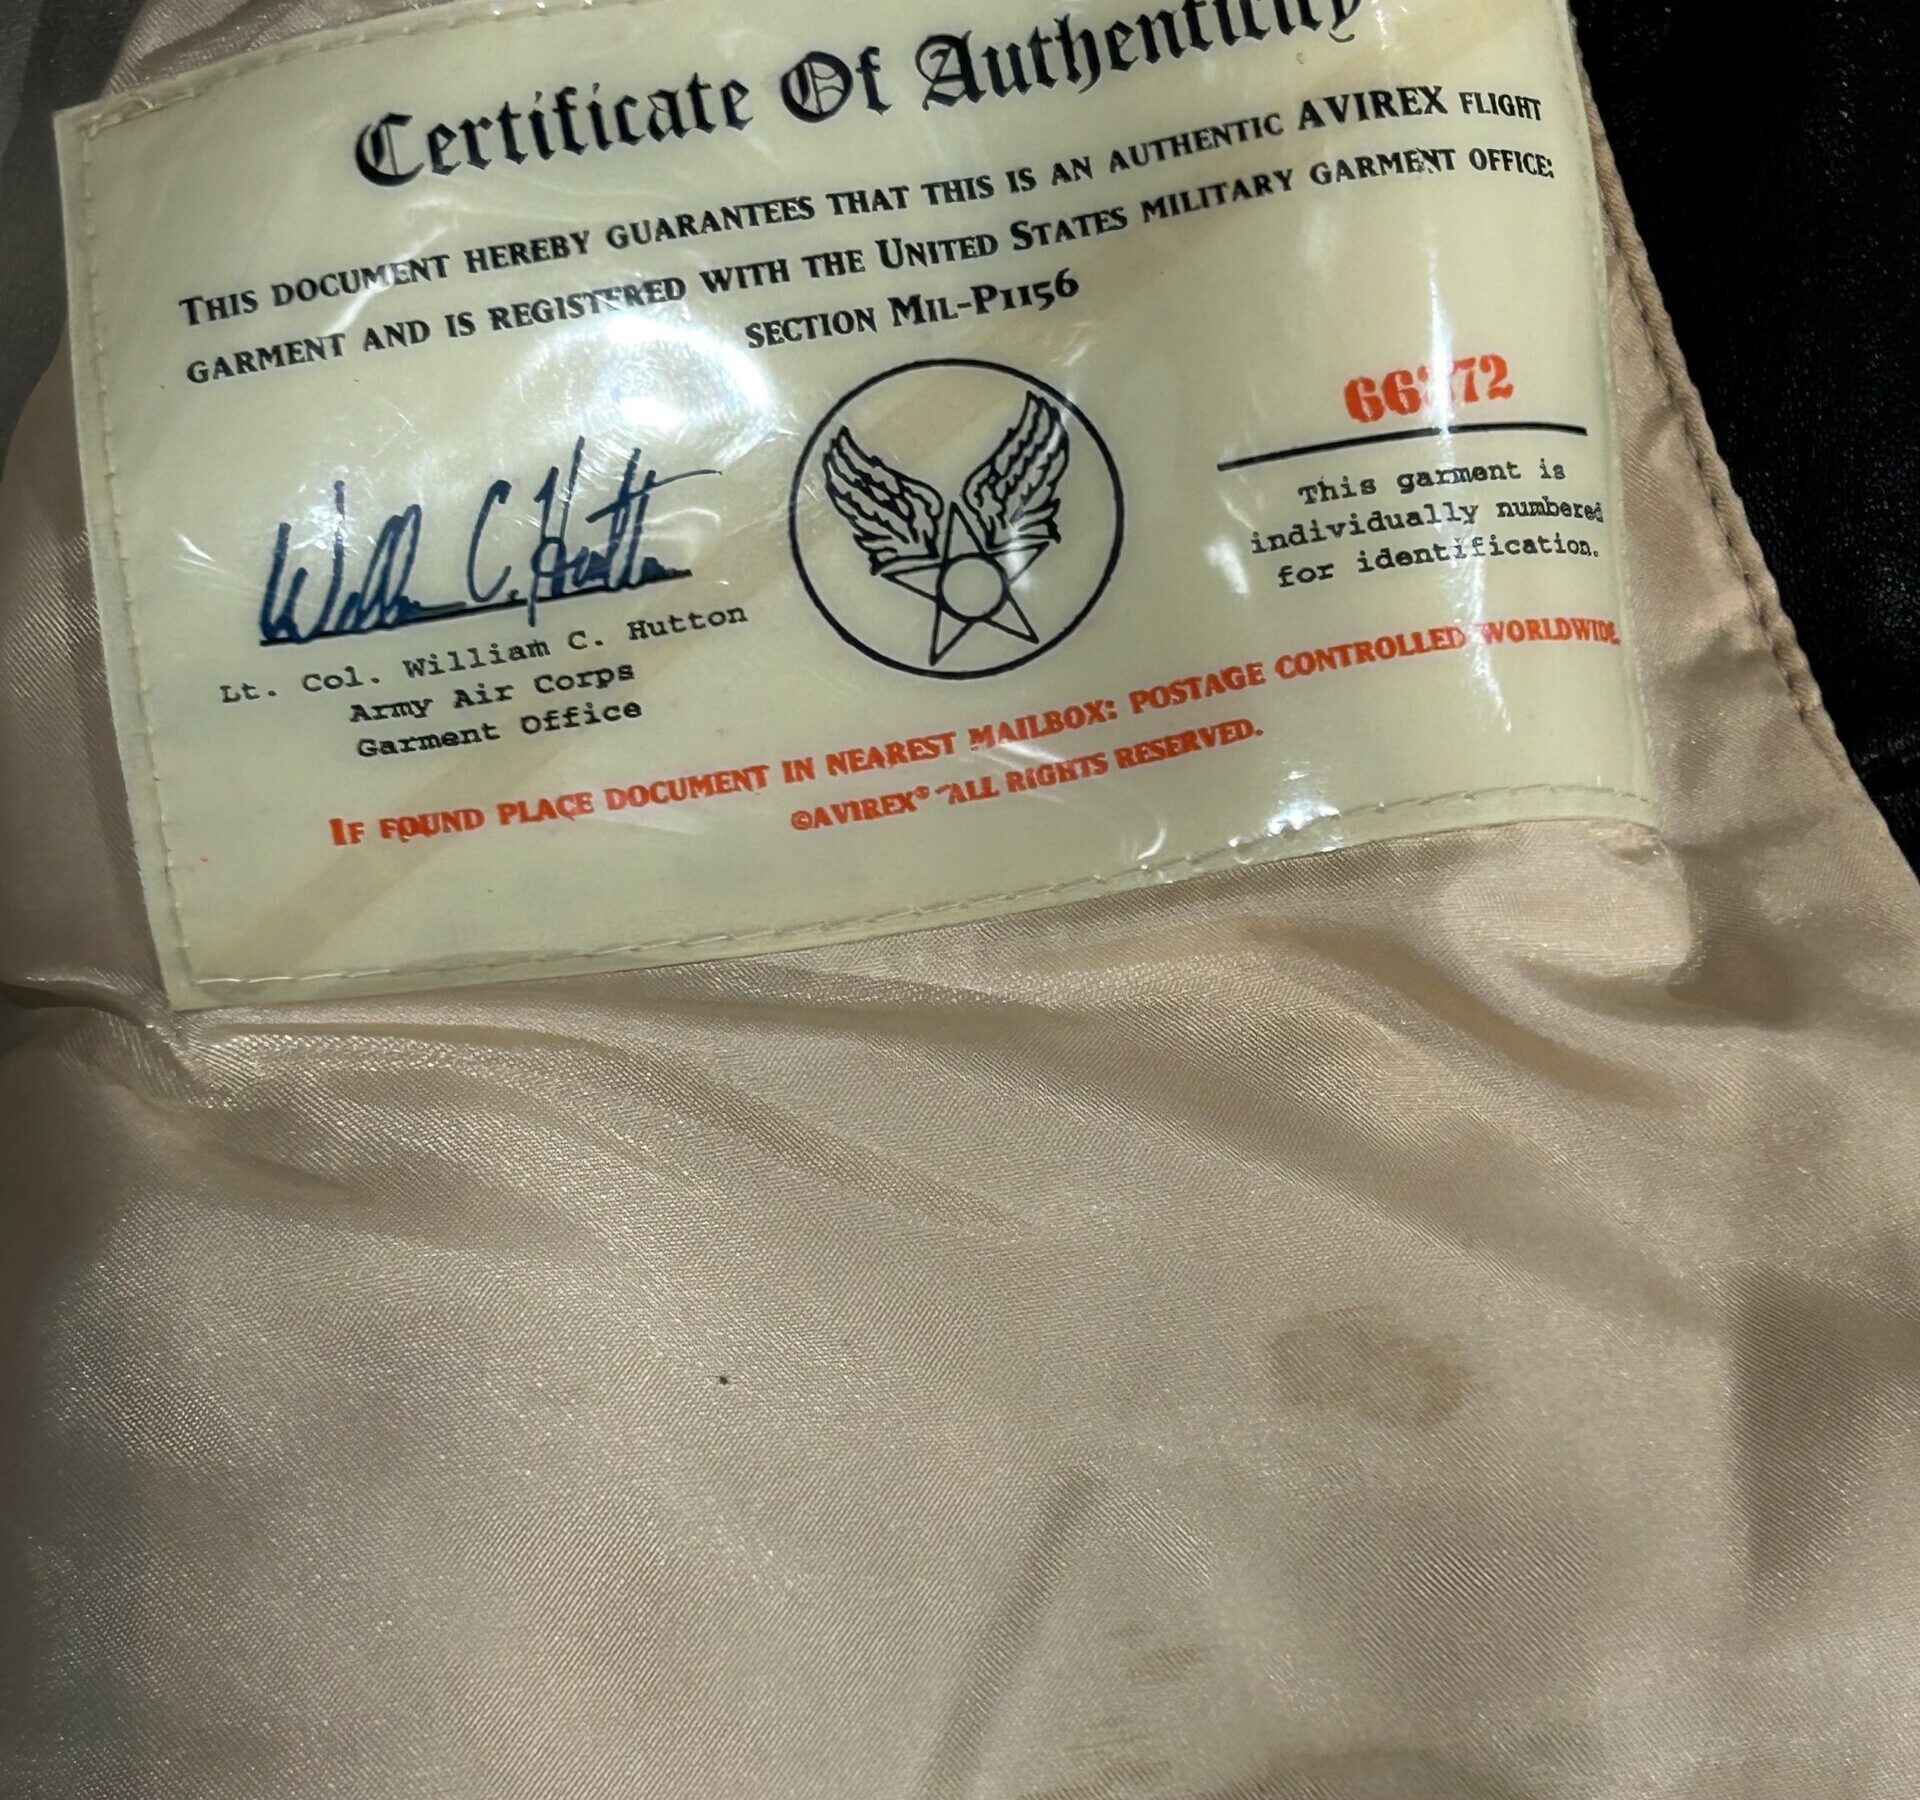 Certificate Of Authenticity
THIS DOCUMENT HEREBY GUARANTEES THAT THIS IS AN AUTHENTIC AVIREX FLIGHT
GARMENT AND IS REGISTERED WITH THE UNITED STATES MILITARY GARMENT OFFICE;
SECTION MIL-P1156
William C. Hutton
Lt. Col. William C. Hutton
Army Air Corps
Garment Office
This garment is
individually numbered
for identification.
IF FOUND PLACE DOCUMENT IN NEAREST MAILBOX: POSTAGE CONTROLLED WORLDWIDE.
©AVIREX® ALL RIGHTS RESERVED.